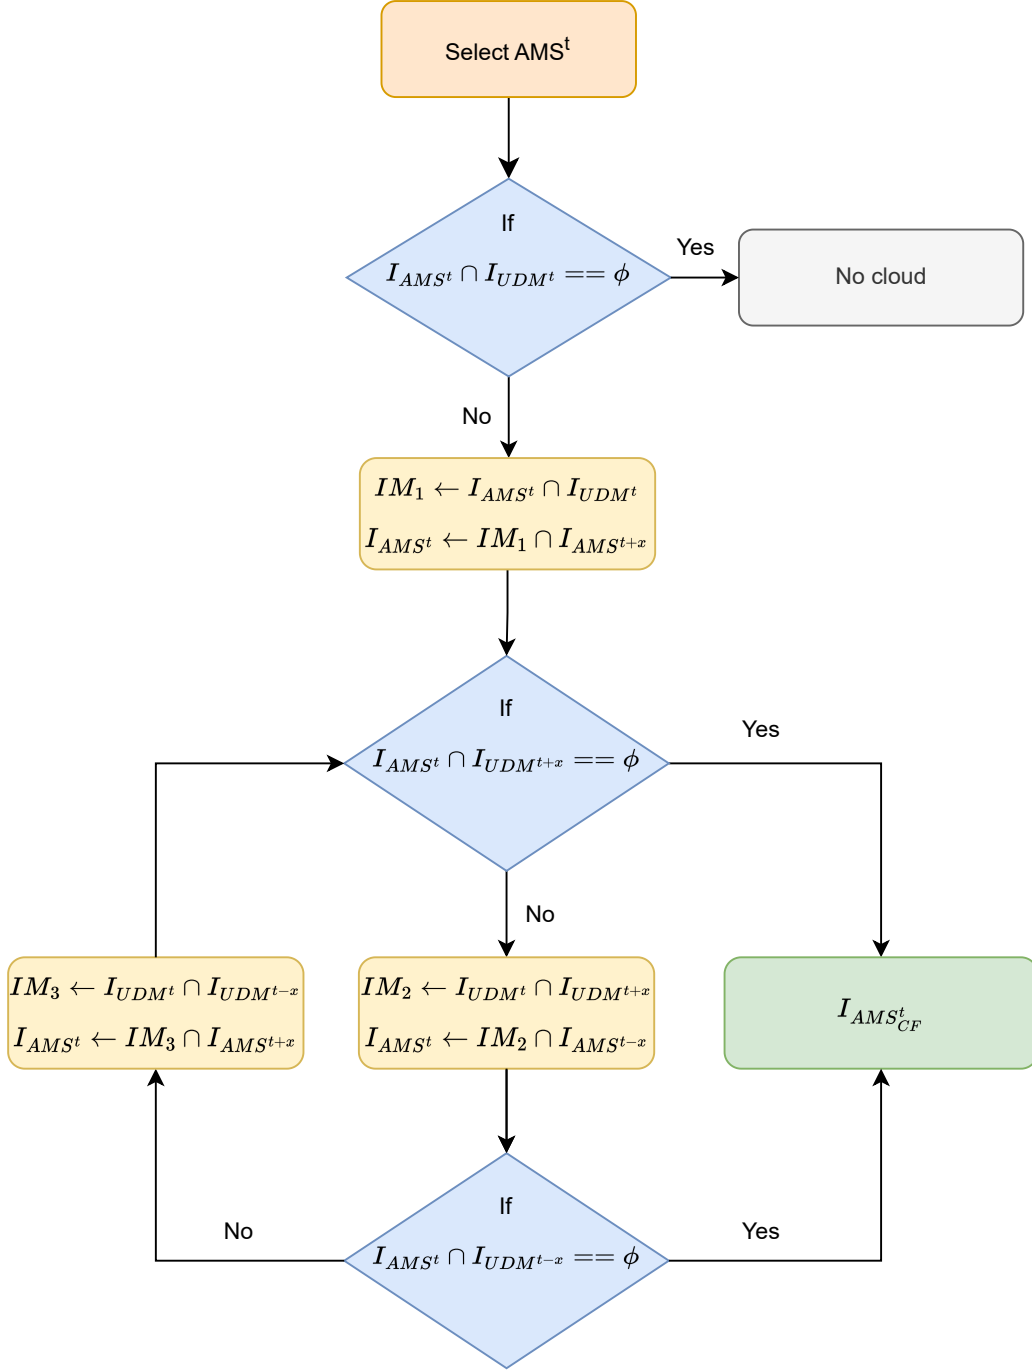 Select AMS^t
If
I_{AMS^t} ∩ I_{UDM^t} == ϕ
Yes
No cloud
No
IM_1 ← I_{AMS^t} ∩ I_{UDM^t}
I_{AMS^t} ← IM_1 ∩ I_{AMS^{t+x}}
If
I_{AMS^t} ∩ I_{UDM^{t+x}} == ϕ
Yes
No
IM_3 ← I_{UDM^t} ∩ I_{UDM^{t-x}}
I_{AMS^t} ← IM_3 ∩ I_{AMS^{t+x}}
IM_2 ← I_{UDM^t} ∩ I_{UDM^{t+x}}
I_{AMS^t} ← IM_2 ∩ I_{AMS^{t-x}}
I_{AMS^t_{CF}}
If
I_{AMS^t} ∩ I_{UDM^{t-x}} == ϕ
No
Yes